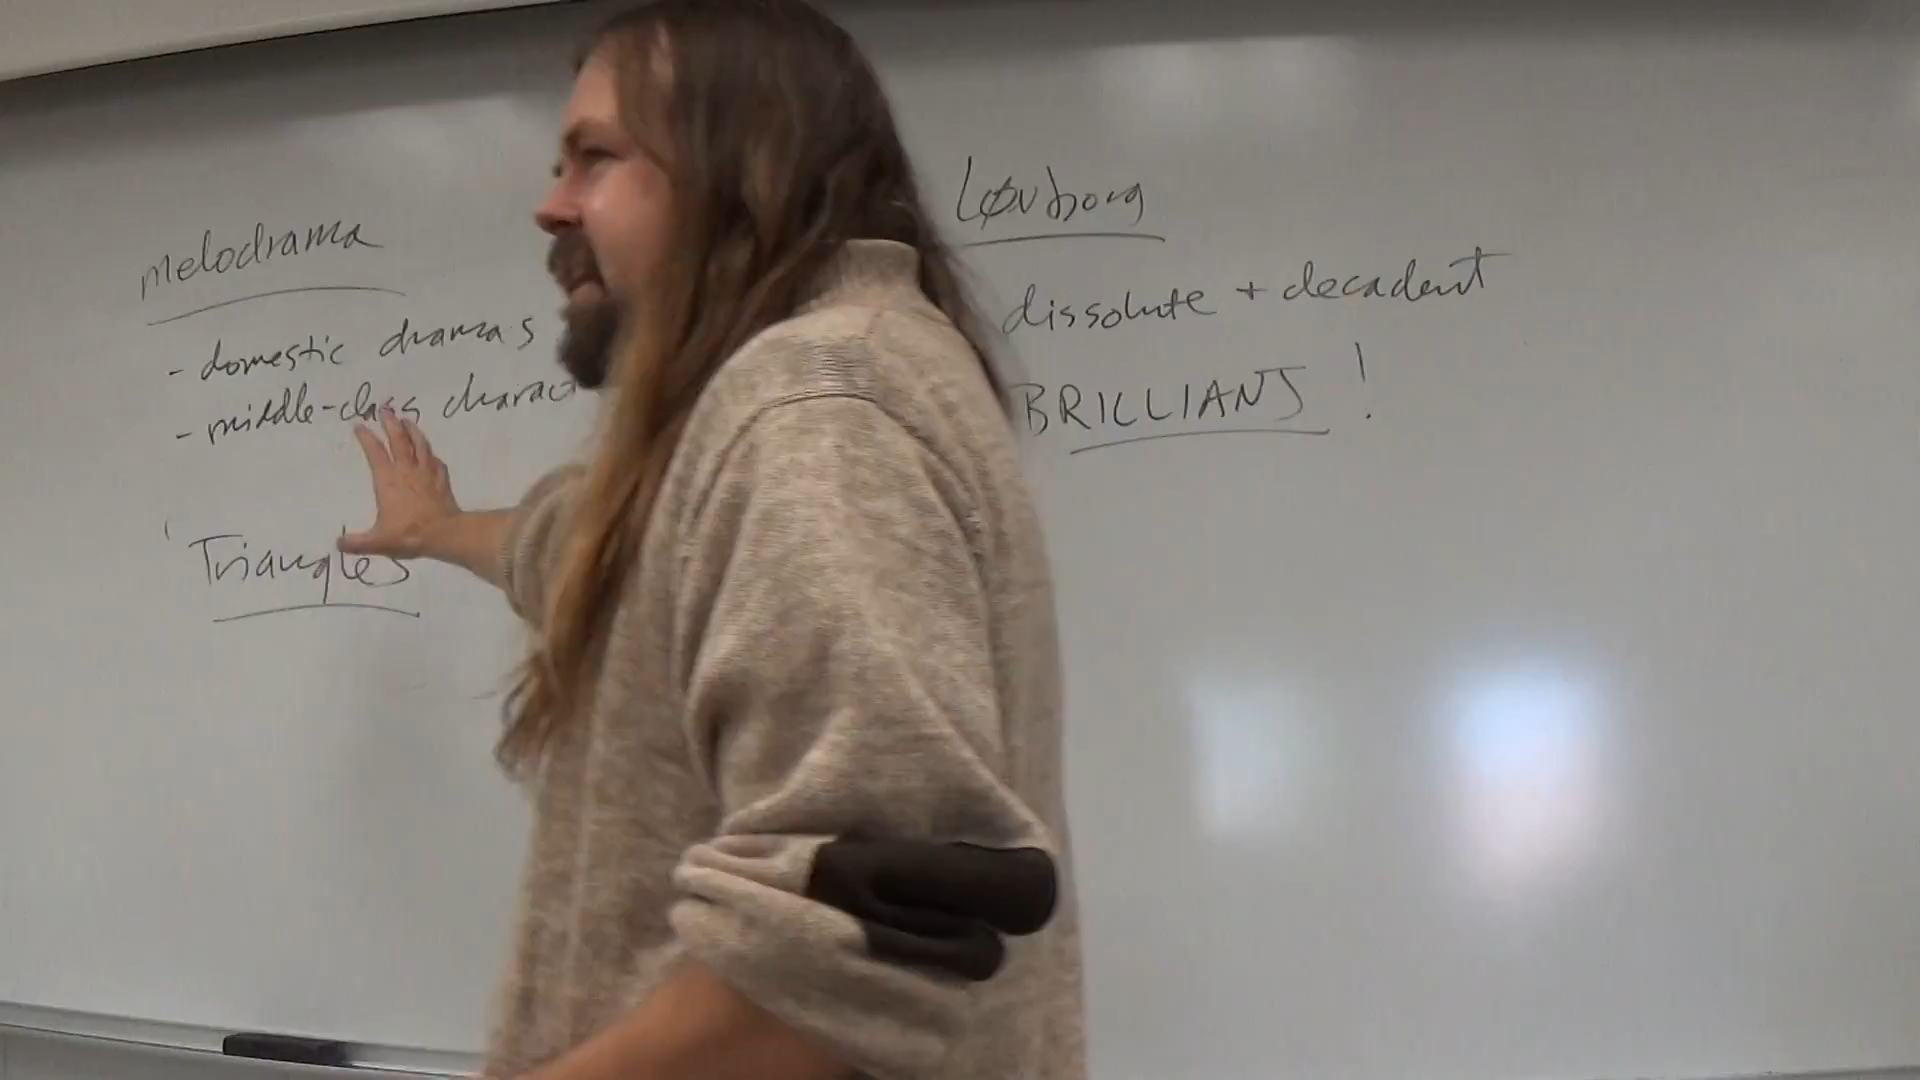 melodrama
- domestic dramas
- middle-class charac
Triangles
Løvborg
dissolute + decadent
BRILLIANT !